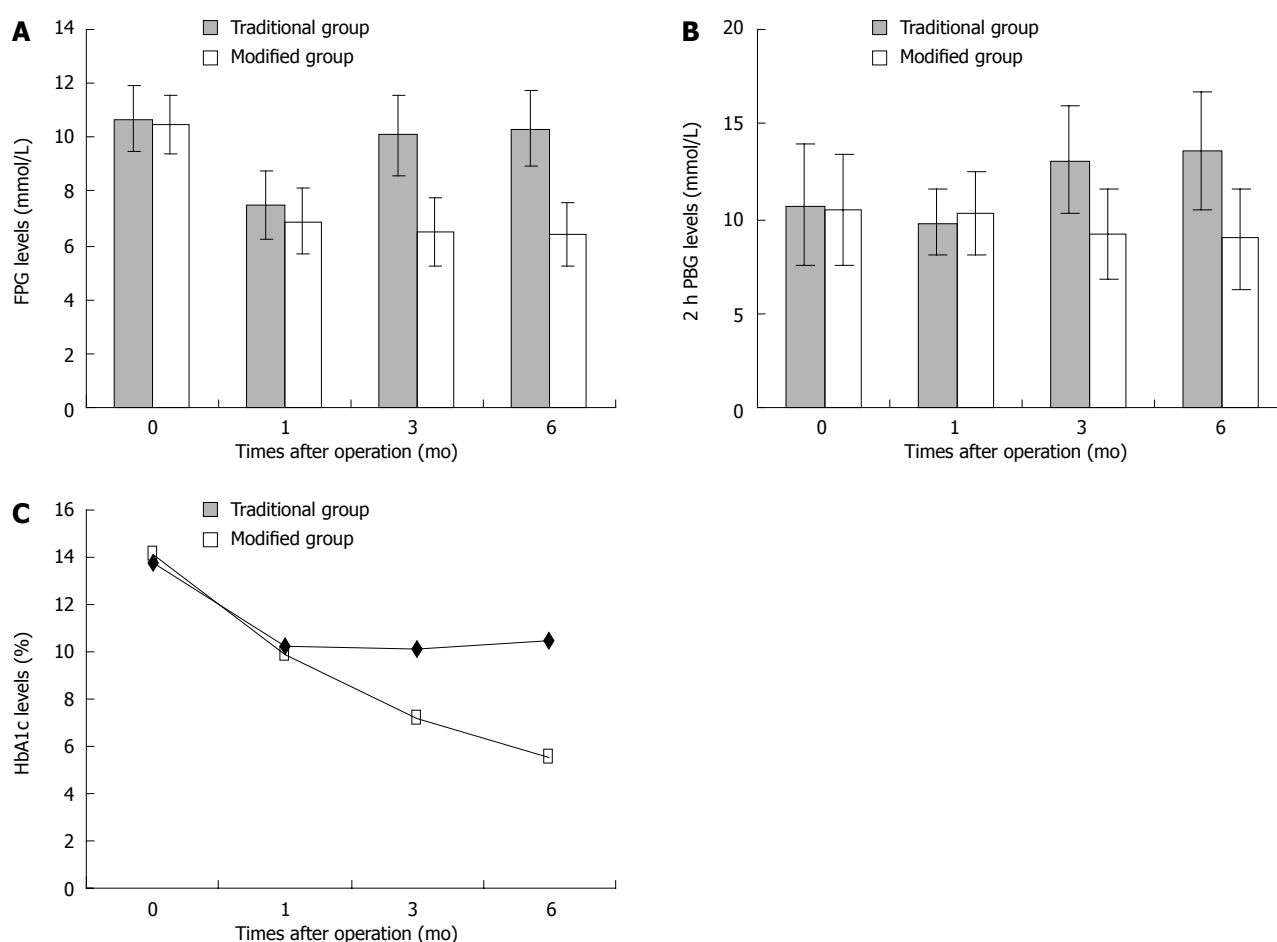 A
Traditional group
Modified group
14
12
10
8
6
4
2
0
FPG levels (mmol/L)
0 1 3 6
Times after operation (mo)
B
Traditional group
Modified group
20
15
10
5
0
2 h PBG levels (mmol/L)
0 1 3 6
Times after operation (mo)
C
Traditional group
Modified group
16
14
12
10
8
6
4
2
0
HbA1c levels (%)
0 1 3 6
Times after operation (mo)